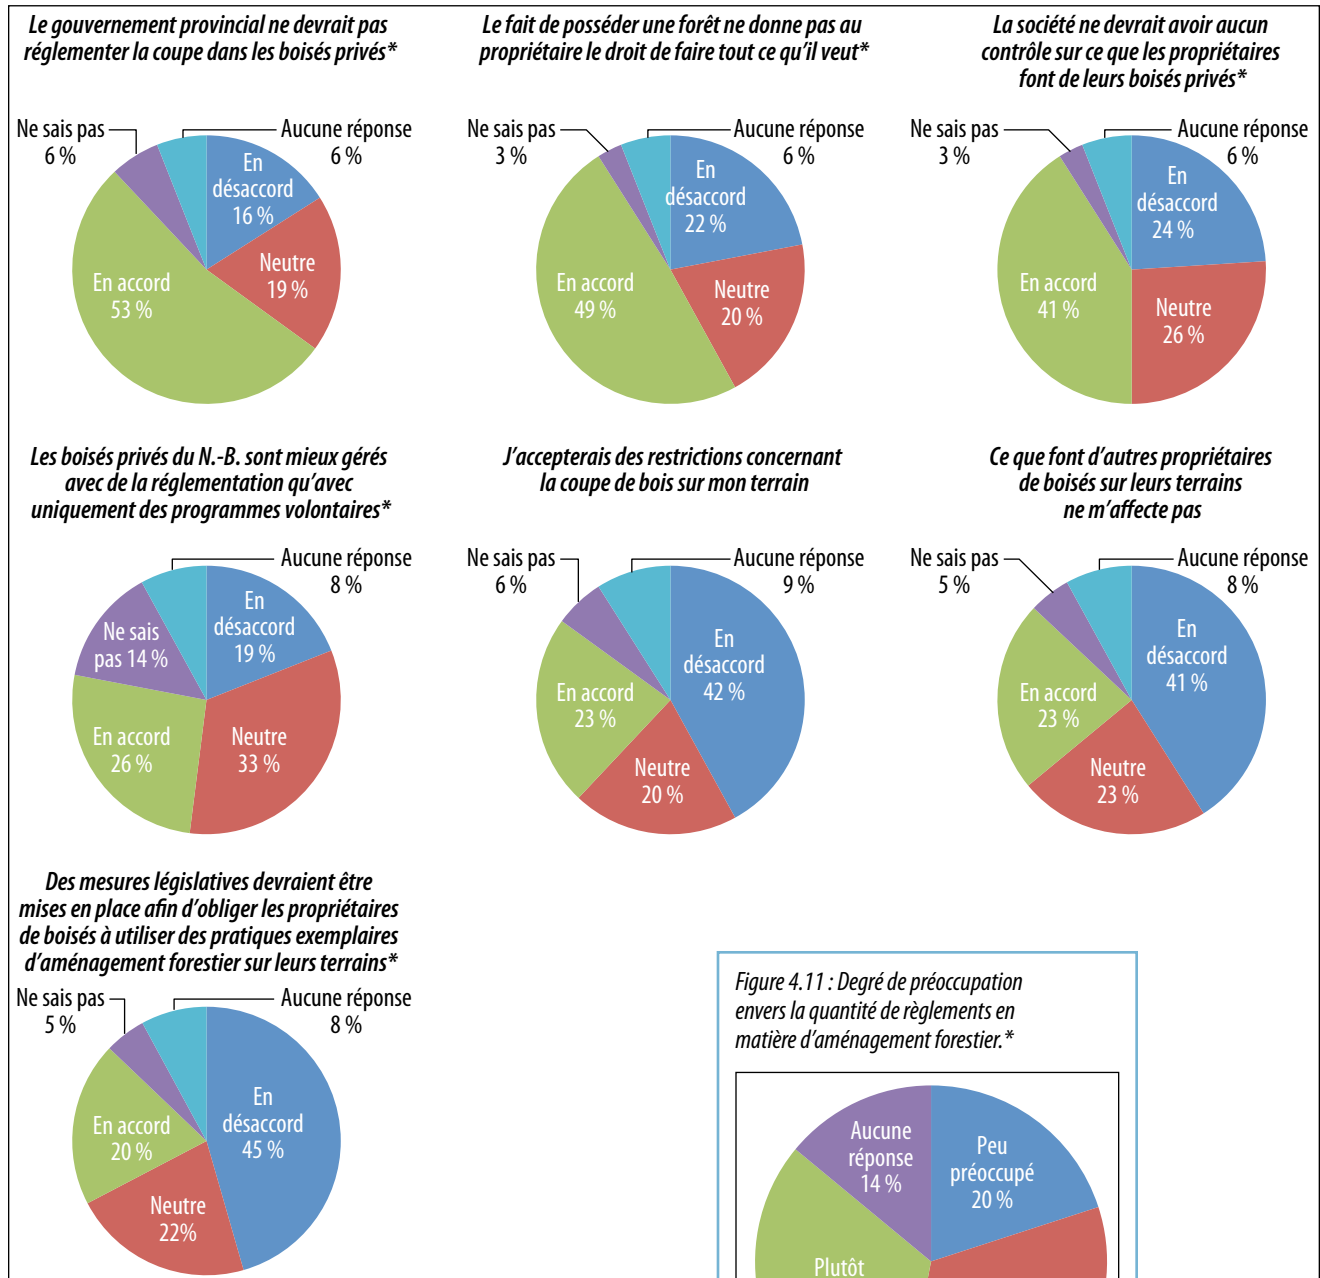 Le gouvernement provincial ne devrait pas
réglementer la coupe dans les boisés privés*
Ne sais pas
6 %
Aucune réponse
6 %
En
désaccord
16 %
Neutre
19 %
En accord
53 %
Le fait de posséder une forêt ne donne pas au
propriétaire le droit de faire tout ce qu'il veut*
Ne sais pas
3 %
Aucune réponse
6 %
En
désaccord
22 %
Neutre
20 %
En accord
49 %
La société ne devrait avoir aucun
contrôle sur ce que les propriétaires
font de leurs boisés privés*
Ne sais pas
3 %
Aucune réponse
6 %
En
désaccord
24 %
Neutre
26 %
En accord
41 %
Les boisés privés du N.-B. sont mieux gérés
avec de la réglementation qu'avec
uniquement des programmes volontaires*
Aucune réponse
8 %
En
désaccord
19 %
Ne sais
pas 14 %
En accord
26 %
Neutre
33 %
J'accepterais des restrictions concernant
la coupe de bois sur mon terrain
Ne sais pas
6 %
Aucune réponse
9 %
En
désaccord
42 %
En accord
23 %
Neutre
20 %
Ce que font d'autres propriétaires
de boisés sur leurs terrains
ne m'affecte pas
Ne sais pas
5 %
Aucune réponse
8 %
En
désaccord
41 %
En accord
23 %
Neutre
23 %
Des mesures législatives devraient être
mises en place afin d'obliger les propriétaires
de boisés à utiliser des pratiques exemplaires
d'aménagement forestier sur leurs terrains*
Ne sais pas
5 %
Aucune réponse
8 %
En
désaccord
45 %
En accord
20 %
Neutre
22%
Figure 4.11 : Degré de préoccupation
envers la quantité de règlements en
matière d'aménagement forestier.*
Aucune
réponse
14 %
Peu
préoccupé
20 %
Plutôt